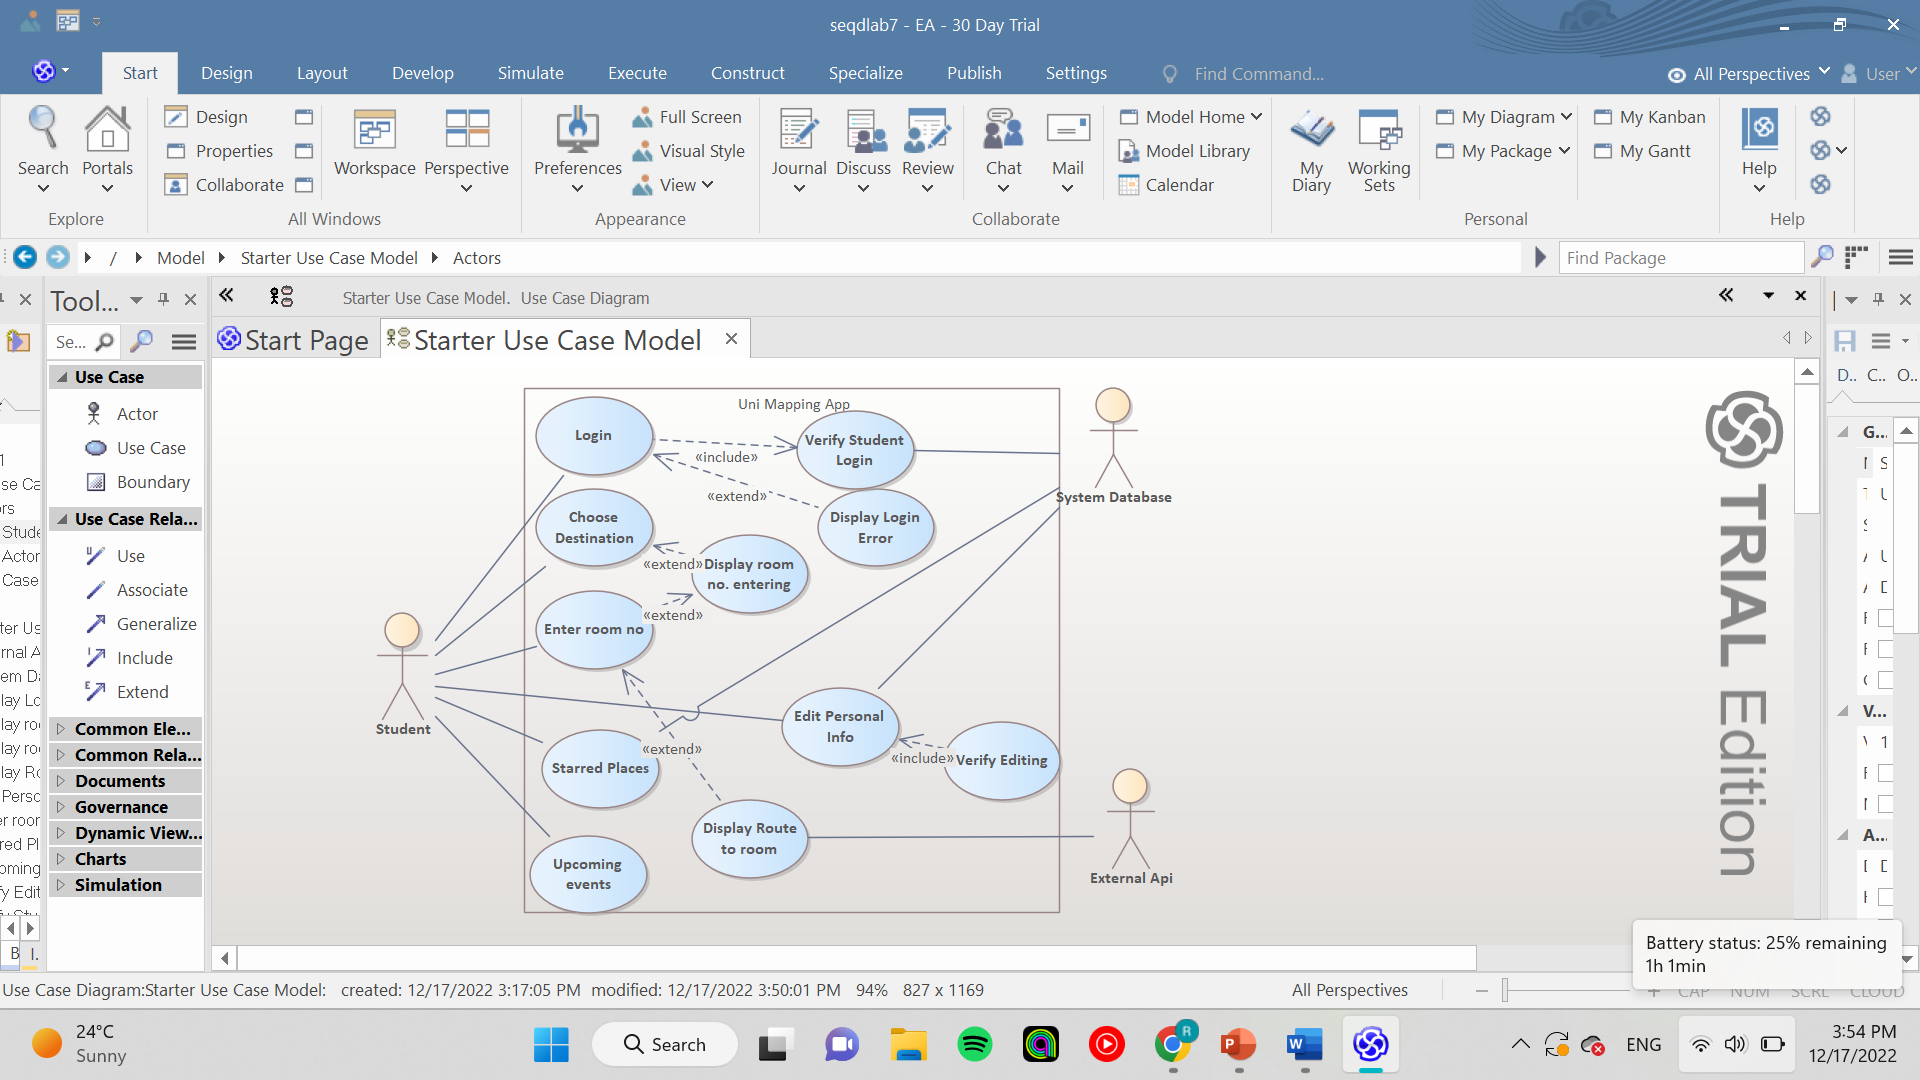 seqdlab7 - EA - 30 Day Trial
Start Design Layout Develop Simulate Execute Construct Specialize Publish Settings Find Command... All Perspectives User
Search Portals Design Properties Collaborate Workspace Perspective Preferences Full Screen Visual Style View Journal Discuss Review Chat Mail Model Home Model Library Calendar My Diary Working Sets My Diagram My Package My Kanban My Gantt Help
Explore All Windows Appearance Collaborate Personal Help
/ Model Starter Use Case Model Actors Find Package
Tool... Starter Use Case Model. Use Case Diagram
Se... Start Page Starter Use Case Model
Use Case
Actor
Use Case
Boundary
Use Case Rela...
Use
Associate
Generalize
Include
Extend
Common Ele...
Common Rela...
Documents
Governance
Dynamic View...
Charts
Simulation
Uni Mapping App
Login
Verify Student
Login
«include»
«extend»
System Database
Choose
Destination
Display Login
Error
«extend»
Display room
no. entering
Enter room no
«extend»
Student
Edit Personal
Info
«include»
Verify Editing
«extend»
Starred Places
Display Route
to room
External Api
Upcoming
events
TRIAL Edition
D.. C.. O..
G...
V...
A...
Battery status: 25% remaining
1h 1min
Use Case Diagram:Starter Use Case Model: created: 12/17/2022 3:17:05 PM modified: 12/17/2022 3:50:01 PM 94% 827 x 1169 All Perspectives CAP NUM SCRL CLOUD
24°C
Sunny
Search
R
ENG
3:54 PM
12/17/2022